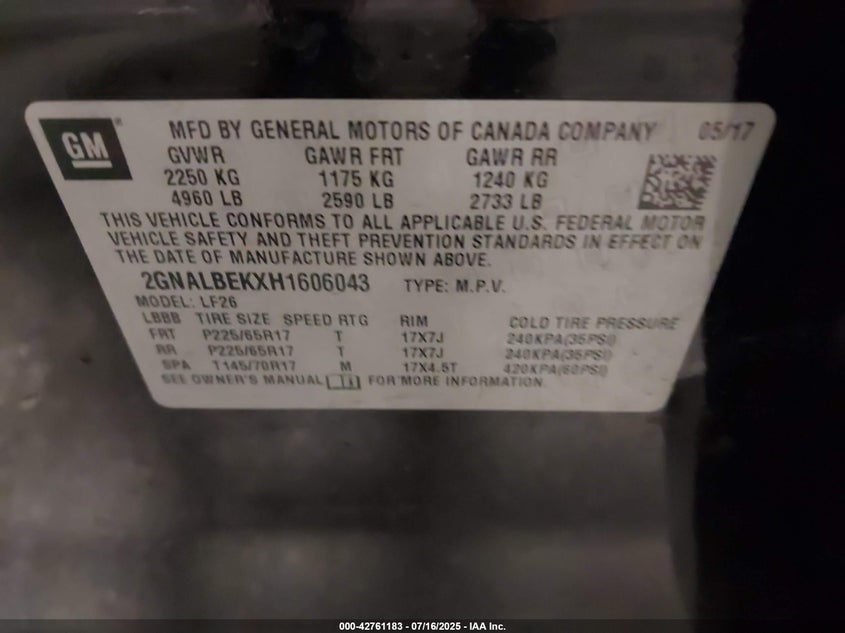 GM
MFD BY GENERAL MOTORS OF CANADA COMPANY 05/17
GVWR GAWR FRT GAWR RR
2250 KG 1175 KG 1240 KG
4960 LB 2590 LB 2733 LB
THIS VEHICLE CONFORMS TO ALL APPLICABLE U.S. FEDERAL MOTOR
VEHICLE SAFETY AND THEFT PREVENTION STANDARDS IN EFFECT ON
THE DATE OF MANUFACTURE SHOWN ABOVE.
2GNALBEKXH1606043 TYPE: M.P.V.
MODEL: LF26
LBBB TIRE SIZE SPEED RTG RIM COLD TIRE PRESSURE
FRT P225/65R17 T 17X7J 240KPA(35PSI)
RR P225/65R17 T 17X7J 240KPA(35PSI)
SPA T145/70R17 M 17X4.5T 420KPA(60PSI)
SEE OWNER'S MANUAL FOR MORE INFORMATION.
000-42761183 - 07/16/2025 - IAA Inc.